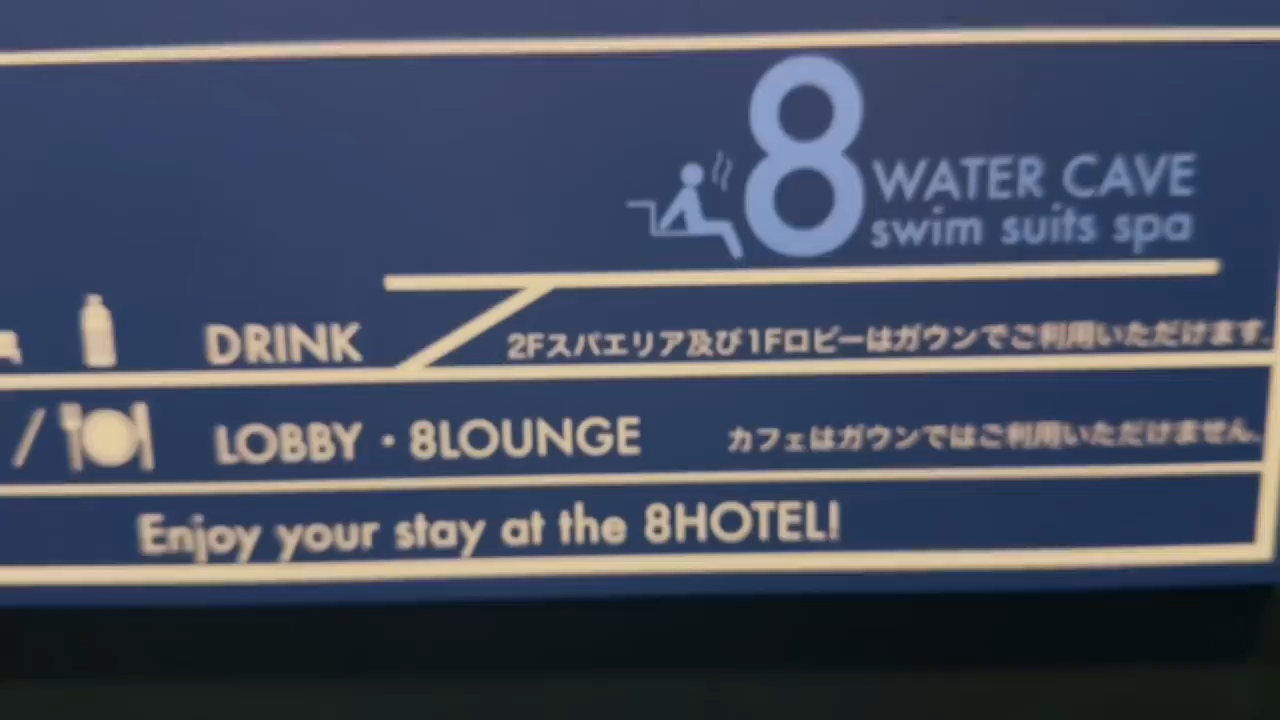 8 WATER CAVE
swim suits spa
DRINK
2Fスパエリア及び1Fロビーはガウンでご利用いただけます。
LOBBY・8LOUNGE
カフェはガウンではご利用いただけません。
Enjoy your stay at the 8HOTEL!